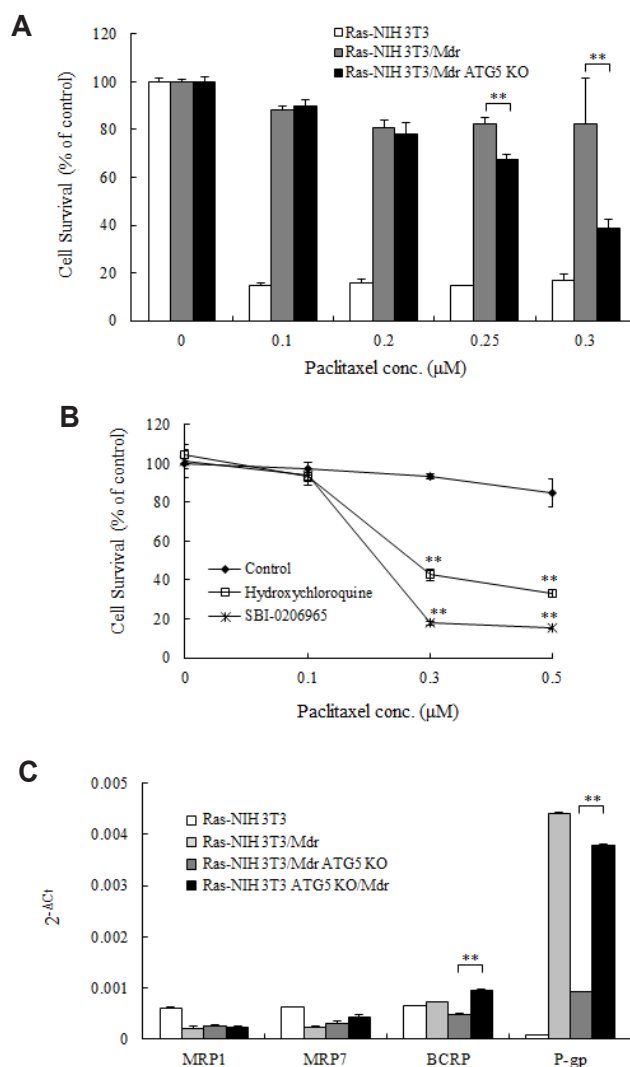 A
120
100
80
60
40
20
0
Cell Survival (% of control)
Ras-NIH 3T3
Ras-NIH 3T3/Mdr
Ras-NIH 3T3/Mdr ATG5 KO
**
**
0 0.1 0.2 0.25 0.3
Paclitaxel conc. (μM)
B
120
100
80
60
40
20
0
Cell Survival (% of control)
Control
Hydroxychloroquine
SBI-0206965
**
**
**
**
0 0.1 0.3 0.5
Paclitaxel conc. (μM)
C
0.005
0.004
0.003
0.002
0.001
0
2-ΔCt
Ras-NIH 3T3
Ras-NIH 3T3/Mdr
Ras-NIH 3T3/Mdr ATG5 KO
Ras-NIH 3T3 ATG5 KO/Mdr
**
**
MRP1 MRP7 BCRP P-gp